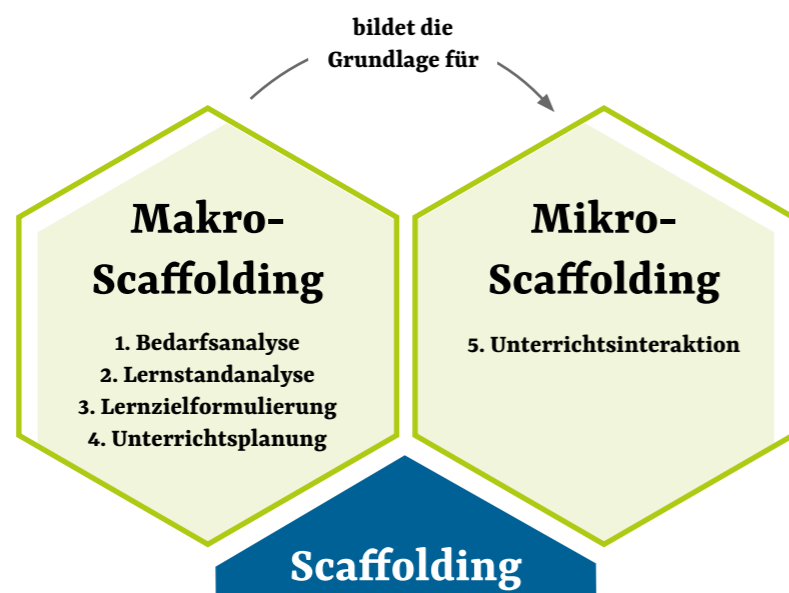 bildet die
Grundlage für
Makro-
Scaffolding
1. Bedarfsanalyse
2. Lernstandanalyse
3. Lernzielformulierung
4. Unterrichtsplanung
Mikro-
Scaffolding
5. Unterrichtsinteraktion
Scaffolding